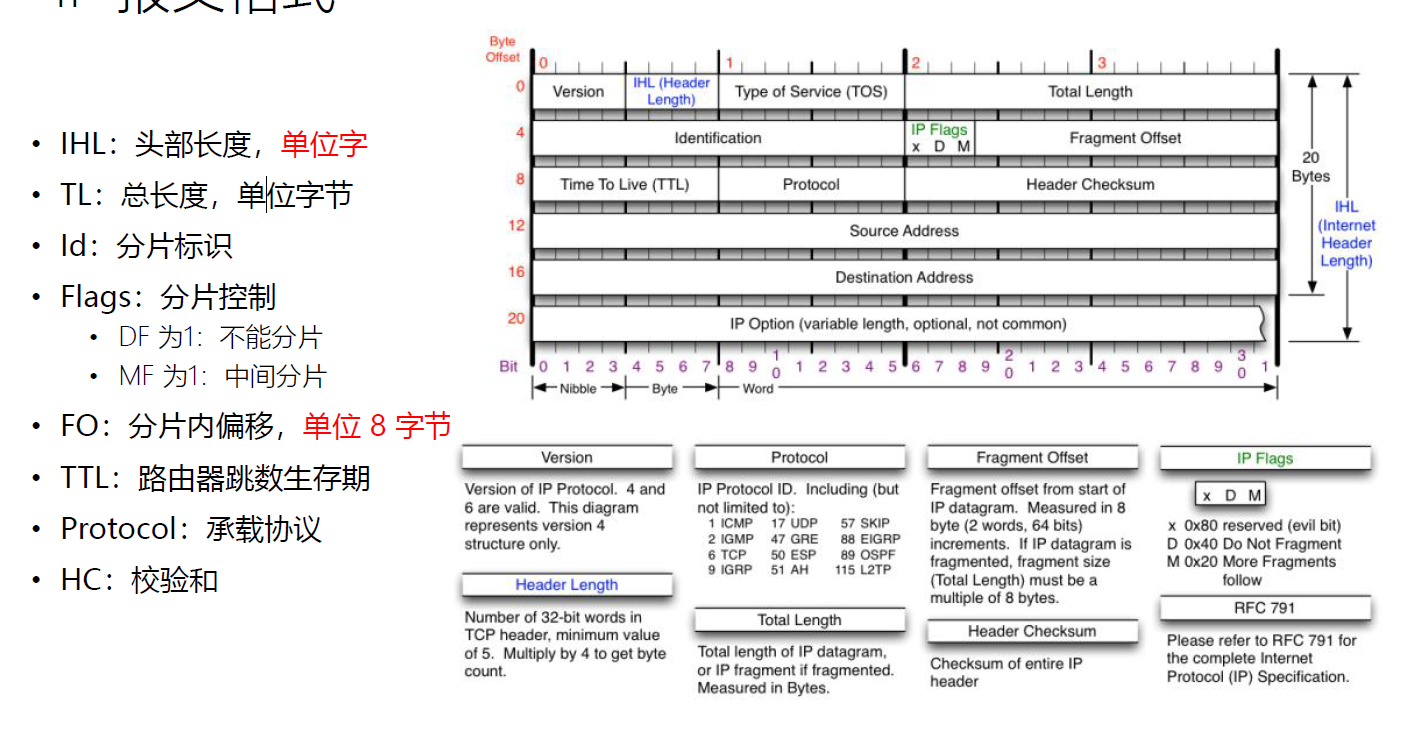 IP 报文格式
• IHL：头部长度，单位字
• TL：总长度，单位字节
• Id：分片标识
• Flags：分片控制
• DF 为1：不能分片
• MF 为1：中间分片
• FO：分片内偏移，单位 8 字节
• TTL：路由器跳数生存期
• Protocol：承载协议
• HC：校验和
Byte
Offset
0 1 2 3
0
Version
IHL (Header
Length)
Type of Service (TOS)
Total Length
4
Identification
IP Flags
x D M
Fragment Offset
8
Time To Live (TTL)
Protocol
Header Checksum
12
Source Address
16
Destination Address
20
IP Option (variable length, optional, not common)
Bit 0 1 2 3 4 5 6 7 8 9 10 1 2 3 4 5 6 7 8 9 20 1 2 3 4 5 6 7 8 9 30 1
Nibble Byte Word
20
Bytes
IHL
(Internet
Header
Length)
Version
Version of IP Protocol. 4 and
6 are valid. This diagram
represents version 4
structure only.
Header Length
Number of 32-bit words in
TCP header, minimum value
of 5. Multiply by 4 to get byte
count.
Protocol
IP Protocol ID. Including (but
not limited to):
1 ICMP 17 UDP 57 SKIP
2 IGMP 47 GRE 88 EIGRP
6 TCP 50 ESP 89 OSPF
9 IGRP 51 AH 115 L2TP
Total Length
Total length of IP datagram,
or IP fragment if fragmented.
Measured in Bytes.
Fragment Offset
Fragment offset from start of
IP datagram. Measured in 8
byte (2 words, 64 bits)
increments. If IP datagram is
fragmented, fragment size
(Total Length) must be a
multiple of 8 bytes.
Header Checksum
Checksum of entire IP
header
IP Flags
x D M
x 0x80 reserved (evil bit)
D 0x40 Do Not Fragment
M 0x20 More Fragments
follow
RFC 791
Please refer to RFC 791 for
the complete Internet
Protocol (IP) Specification.